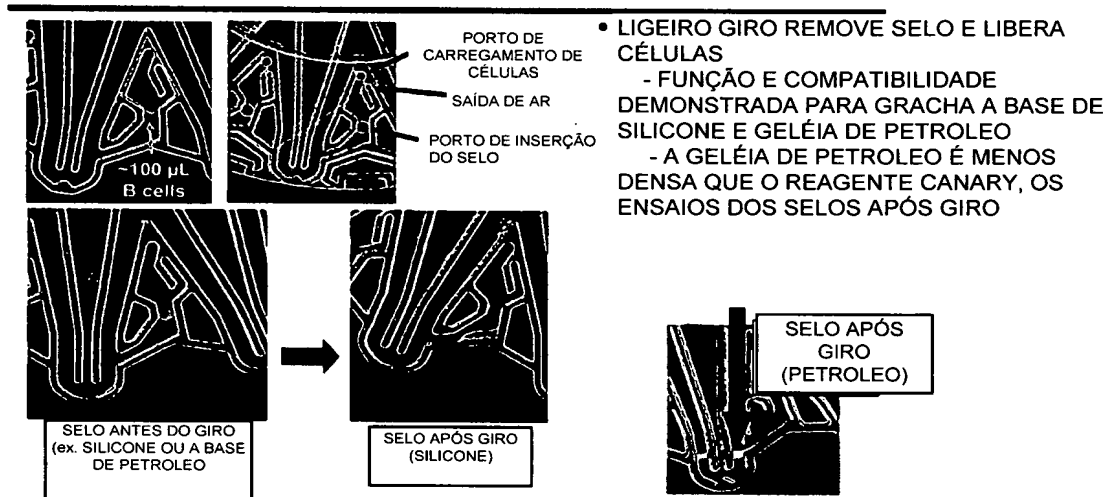 PORTO DE
CARREGAMENTO DE
CÉLULAS
SAÍDA DE AR
PORTO DE INSERÇÃO
DO SELO
~100 µL
B cells
• LIGEIRO GIRO REMOVE SELO E LIBERA
CÉLULAS
- FUNÇÃO E COMPATIBILIDADE
DEMONSTRADA PARA GRACHA A BASE DE
SILICONE E GELÉIA DE PETROLEO
- A GELÉIA DE PETROLEO É MENOS
DENSA QUE O REAGENTE CANARY, OS
ENSAIOS DOS SELOS APÓS GIRO
SELO ANTES DO GIRO
(ex. SILICONE OU A BASE
DE PETROLEO
SELO APÓS GIRO
(SILICONE)
SELO APÓS
GIRO
(PETROLEO)